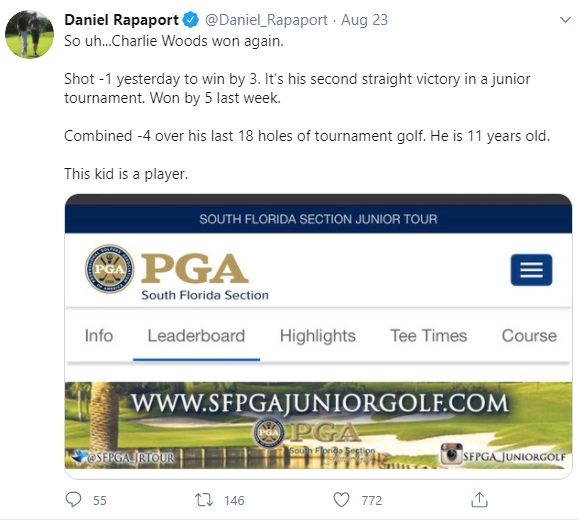 Daniel Rapaport @Daniel_Rapaport · Aug 23
So uh...Charlie Woods won again.
Shot -1 yesterday to win by 3. It's his second straight victory in a junior
tournament. Won by 5 last week.
Combined -4 over his last 18 holes of tournament golf. He is 11 years old.
This kid is a player.
SOUTH FLORIDA SECTION JUNIOR TOUR
PGA PGA
South Florida Section
Info Leaderboard Highlights Tee Times Course
WWW.SFPGAJUNIORGOLF.COM
PGA PGA
South Florida Section
@SFPGA_JRTOUR SFPGA_JUNIORGOLF
55 146 772